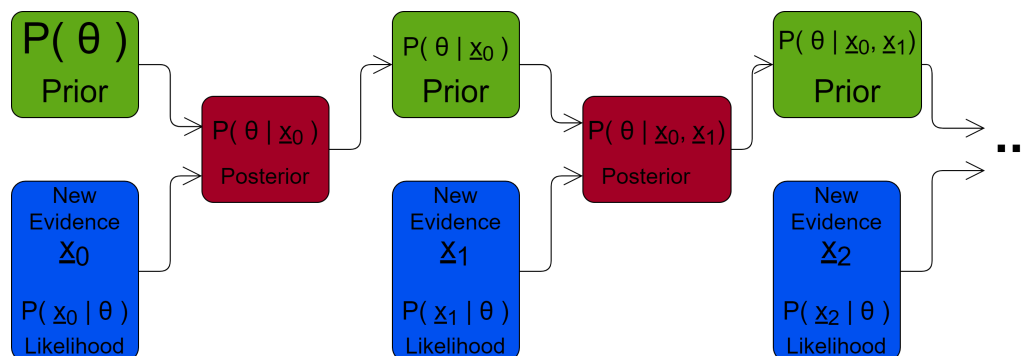 P( θ )
Prior
New
Evidence
x0
P( x0 | θ )
Likelihood
P( θ | x0 )
Posterior
P( θ | x0 )
Prior
New
Evidence
x1
P( x1 | θ )
Likelihood
P( θ | x0, x1)
Posterior
P( θ | x0, x1)
Prior
New
Evidence
x2
P( x2 | θ )
Likelihood
..